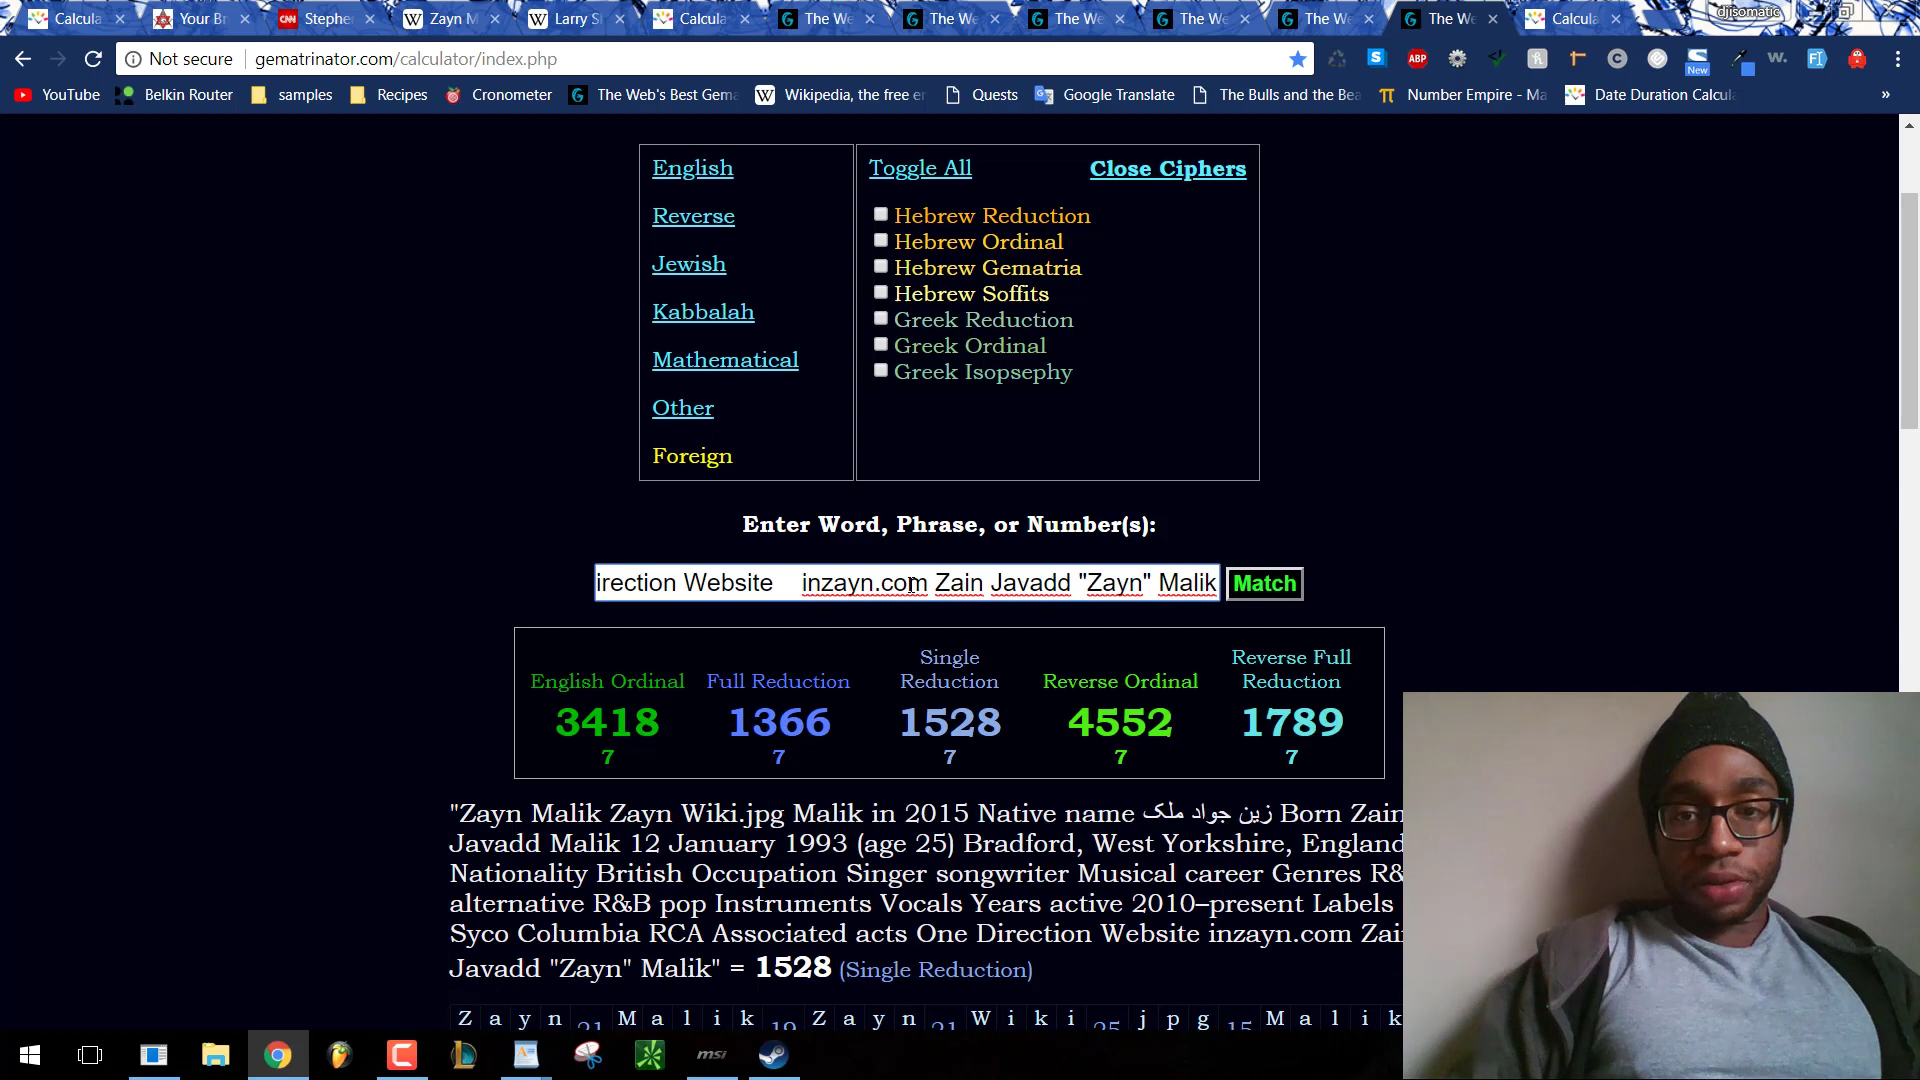 Calcula
Your Br
Stephe
Zayn M
Larry S
Calcula
The We
The We
The We
The We
The We
The We
Calcula
djisomatic
Not secure
gematrinator.com/calculator/index.php
ABP
New
YouTube
Belkin Router
samples
Recipes
Cronometer
The Web's Best Gem
Wikipedia, the free e
Quests
Google Translate
The Bulls and the Bea
Number Empire - Ma
Date Duration Calcu
»
English
Reverse
Jewish
Kabbalah
Mathematical
Other
Foreign
Toggle All
Close Ciphers
Hebrew Reduction
Hebrew Ordinal
Hebrew Gematria
Hebrew Soffits
Greek Reduction
Greek Ordinal
Greek Isopsephy
Enter Word, Phrase, or Number(s):
irection Website    inzayn.com Zain Javadd "Zayn" Malik
Match
English Ordinal
3418
7
Full Reduction
1366
7
Single
Reduction
1528
7
Reverse Ordinal
4552
7
Reverse Full
Reduction
1789
7
"Zayn Malik Zayn Wiki.jpg Malik in 2015 Native name زین جواد ملک Born Zain
Javadd Malik 12 January 1993 (age 25) Bradford, West Yorkshire, England
Nationality British Occupation Singer songwriter Musical career Genres R&
alternative R&B pop Instruments Vocals Years active 2010–present Labels
Syco Columbia RCA Associated acts One Direction Website inzayn.com Zai
Javadd "Zayn" Malik" = 1528 (Single Reduction)
Z a y n 21 M a l i k 19 Z a y n 21 W i k i 25 j p g 15 M a l i k
msi